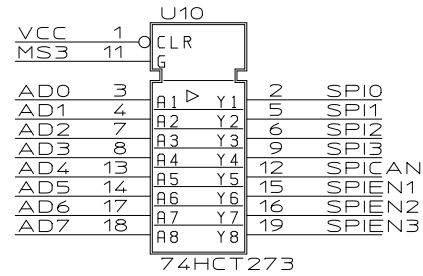 U10
VCC 1 CLR
MS3 11 G
AD0 3 A1 Y1 2 SPI0
AD1 4 A2 Y2 5 SPI1
AD2 7 A3 Y3 6 SPI2
AD3 8 A4 Y4 9 SPI3
AD4 13 A5 Y5 12 SPICAN
AD5 14 A6 Y6 15 SPIEN1
AD6 17 A7 Y7 16 SPIEN2
AD7 18 A8 Y8 19 SPIEN3
74HCT273